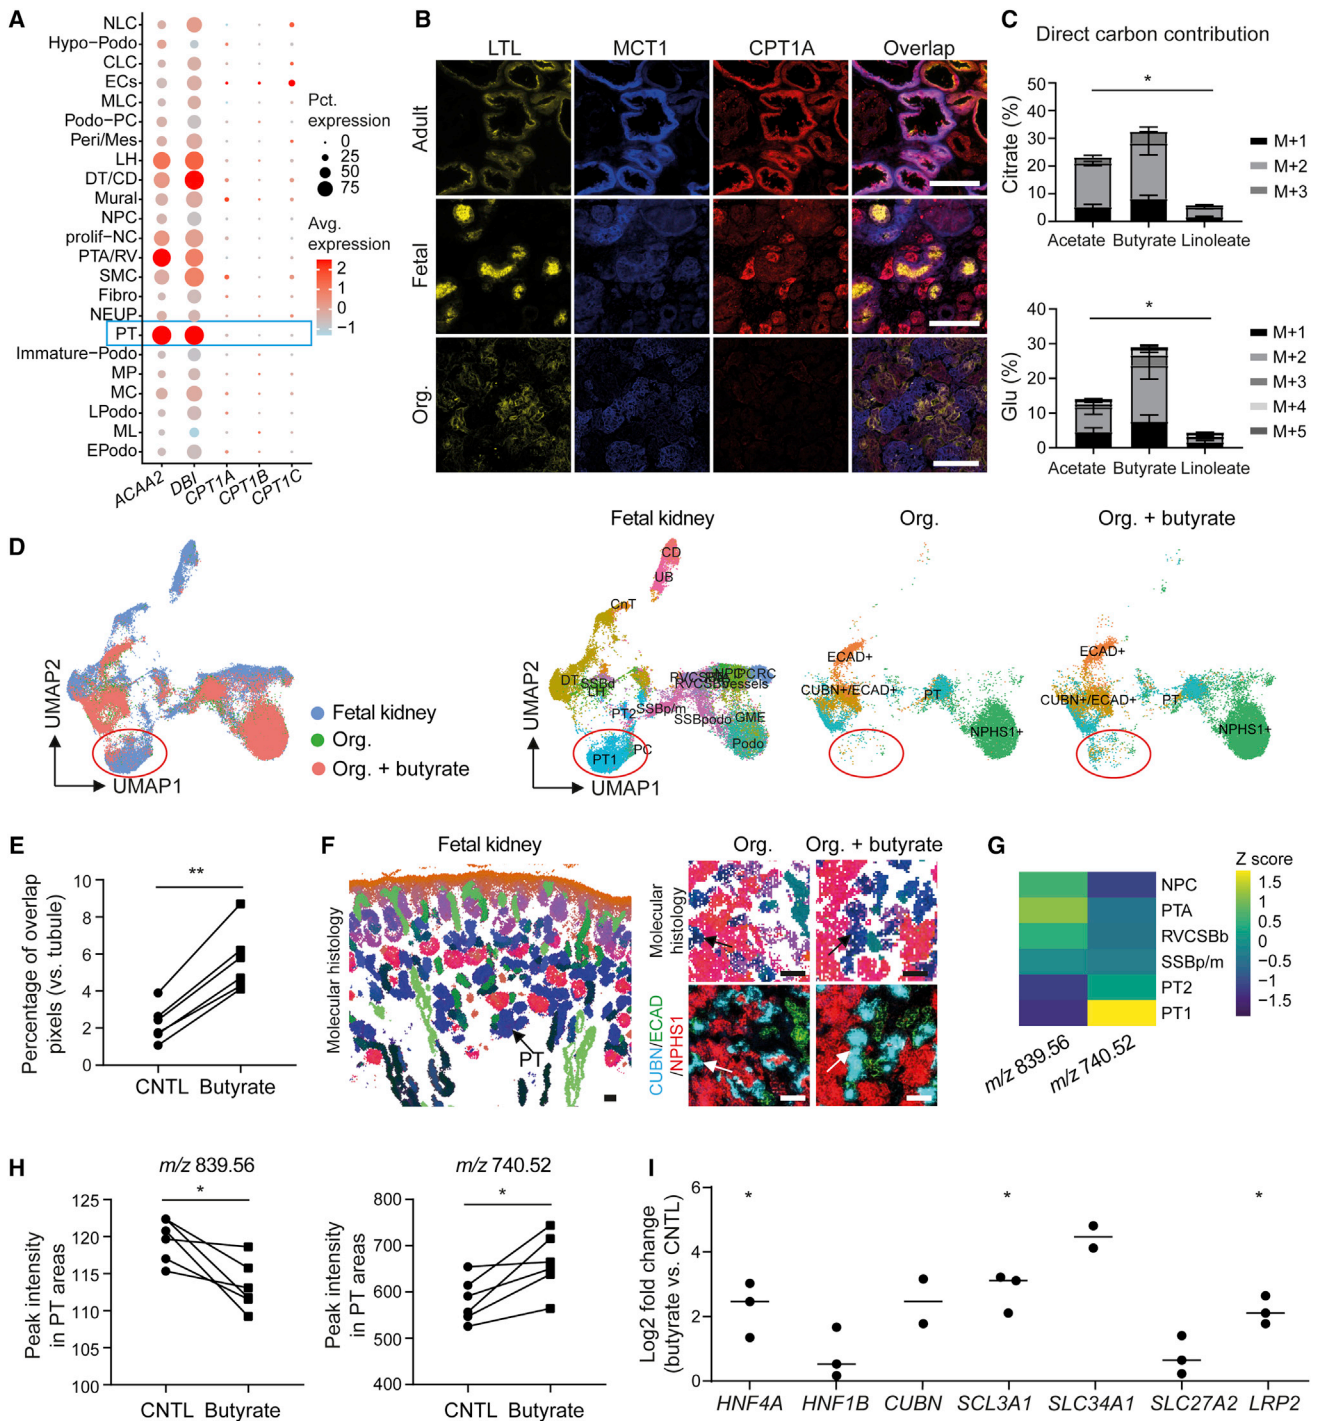 A
NLC
Hypo-Podo
CLC
ECs
MLC
Podo-PC
Peri/Mes
LH
DT/CD
Mural
NPC
prolif-NC
PTA/RV
SMC
Fibro
NEUP
PT
Immature-Podo
MP
MC
LPodo
ML
EPodo
ACAA2
DBI
CPT1A
CPT1B
CPT1C
Pct.
expression
0
25
50
75
Avg.
expression
2
1
0
−1
B
LTL
MCT1
CPT1A
Overlap
Adult
Fetal
Org.
C
Direct carbon contribution
Citrate (%)
50
40
30
20
10
0
*
Acetate Butyrate Linoleate
M+1
M+2
M+3
Glu (%)
40
30
20
10
0
*
Acetate Butyrate Linoleate
M+1
M+2
M+3
M+4
M+5
D
UMAP2
UMAP1
Fetal kidney
Org.
Org. + butyrate
Fetal kidney
UMAP2
UMAP1
CD
UB
CnT
DT
SSBd
LH
PT2
SSBp/m
SSBpodo
GME
Podo
PC
PT1
Org.
ECAD+
CUBN+/ECAD+
PT
NPHS1+
Org. + butyrate
ECAD+
CUBN+/ECAD+
PT
NPHS1+
E
Percentage of overlap
pixels (vs. tubule)
10
8
6
4
2
0
**
CNTL Butyrate
F
Fetal kidney
Molecular histology
PT
Org.
Org. + butyrate
Molecular
histology
CUBN/ECAD
/NPHS1
G
NPC
PTA
RVCSBb
SSBp/m
PT2
PT1
m/z 839.56
m/z 740.52
Z score
1.5
1
0.5
0
−0.5
−1
−1.5
H
m/z 839.56
*
Peak intensity
in PT areas
125
120
115
110
105
100
CNTL Butyrate
m/z 740.52
*
Peak intensity
in PT areas
800
700
600
500
400
CNTL Butyrate
I
Log2 fold change
(butyrate vs. CNTL)
6
4
2
0
*
*
*
HNF4A
HNF1B
CUBN
SCL3A1
SLC34A1
SLC27A2
LRP2